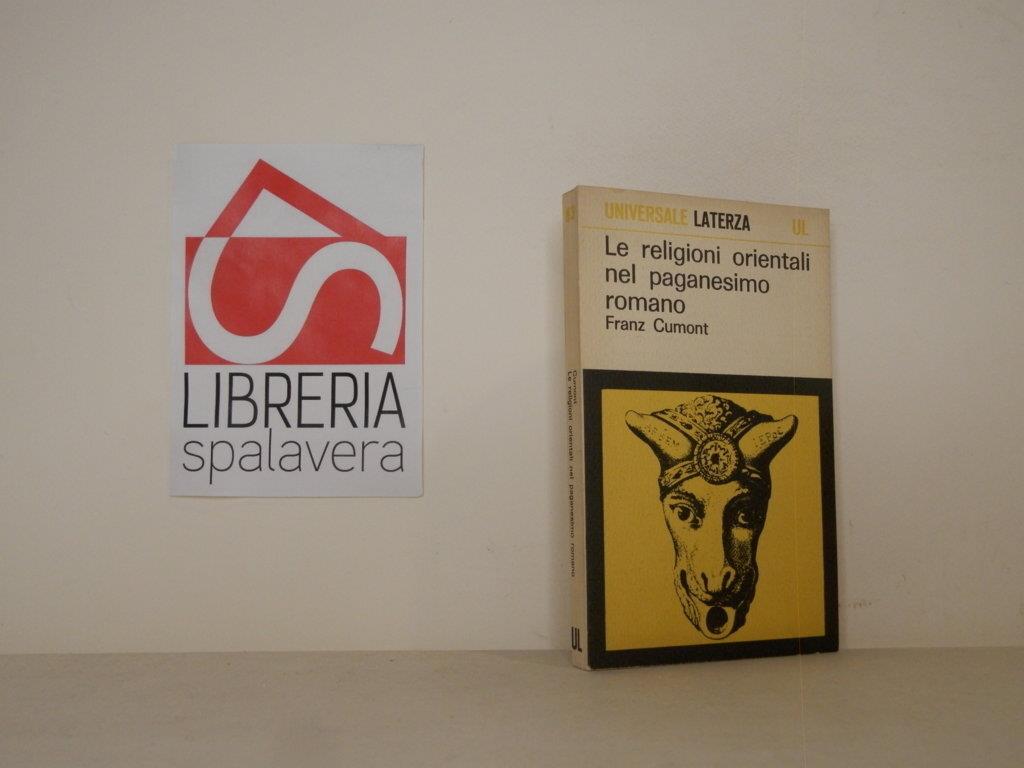 LIBRERIA
spalavera
UNIVERSALE LATERZA UL
Le religioni orientali
nel paganesimo
romano
Franz Cumont
Cumont
Le religioni orientali nel paganesimo romano
UL